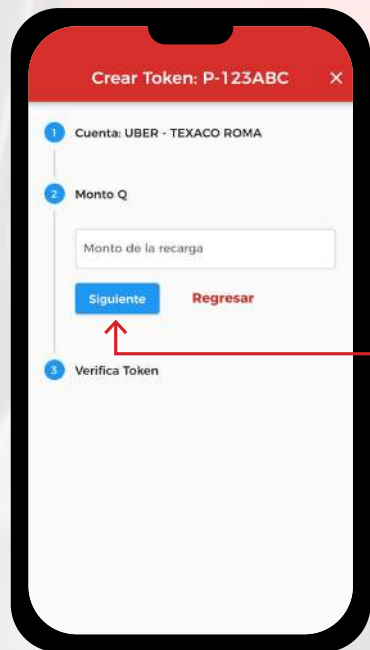 Crear Token: P-123ABC ×
1 Cuenta: UBER - TEXACO ROMA
2 Monto Q
Monto de la recarga
Siguiente Regresar
3 Verifica Token